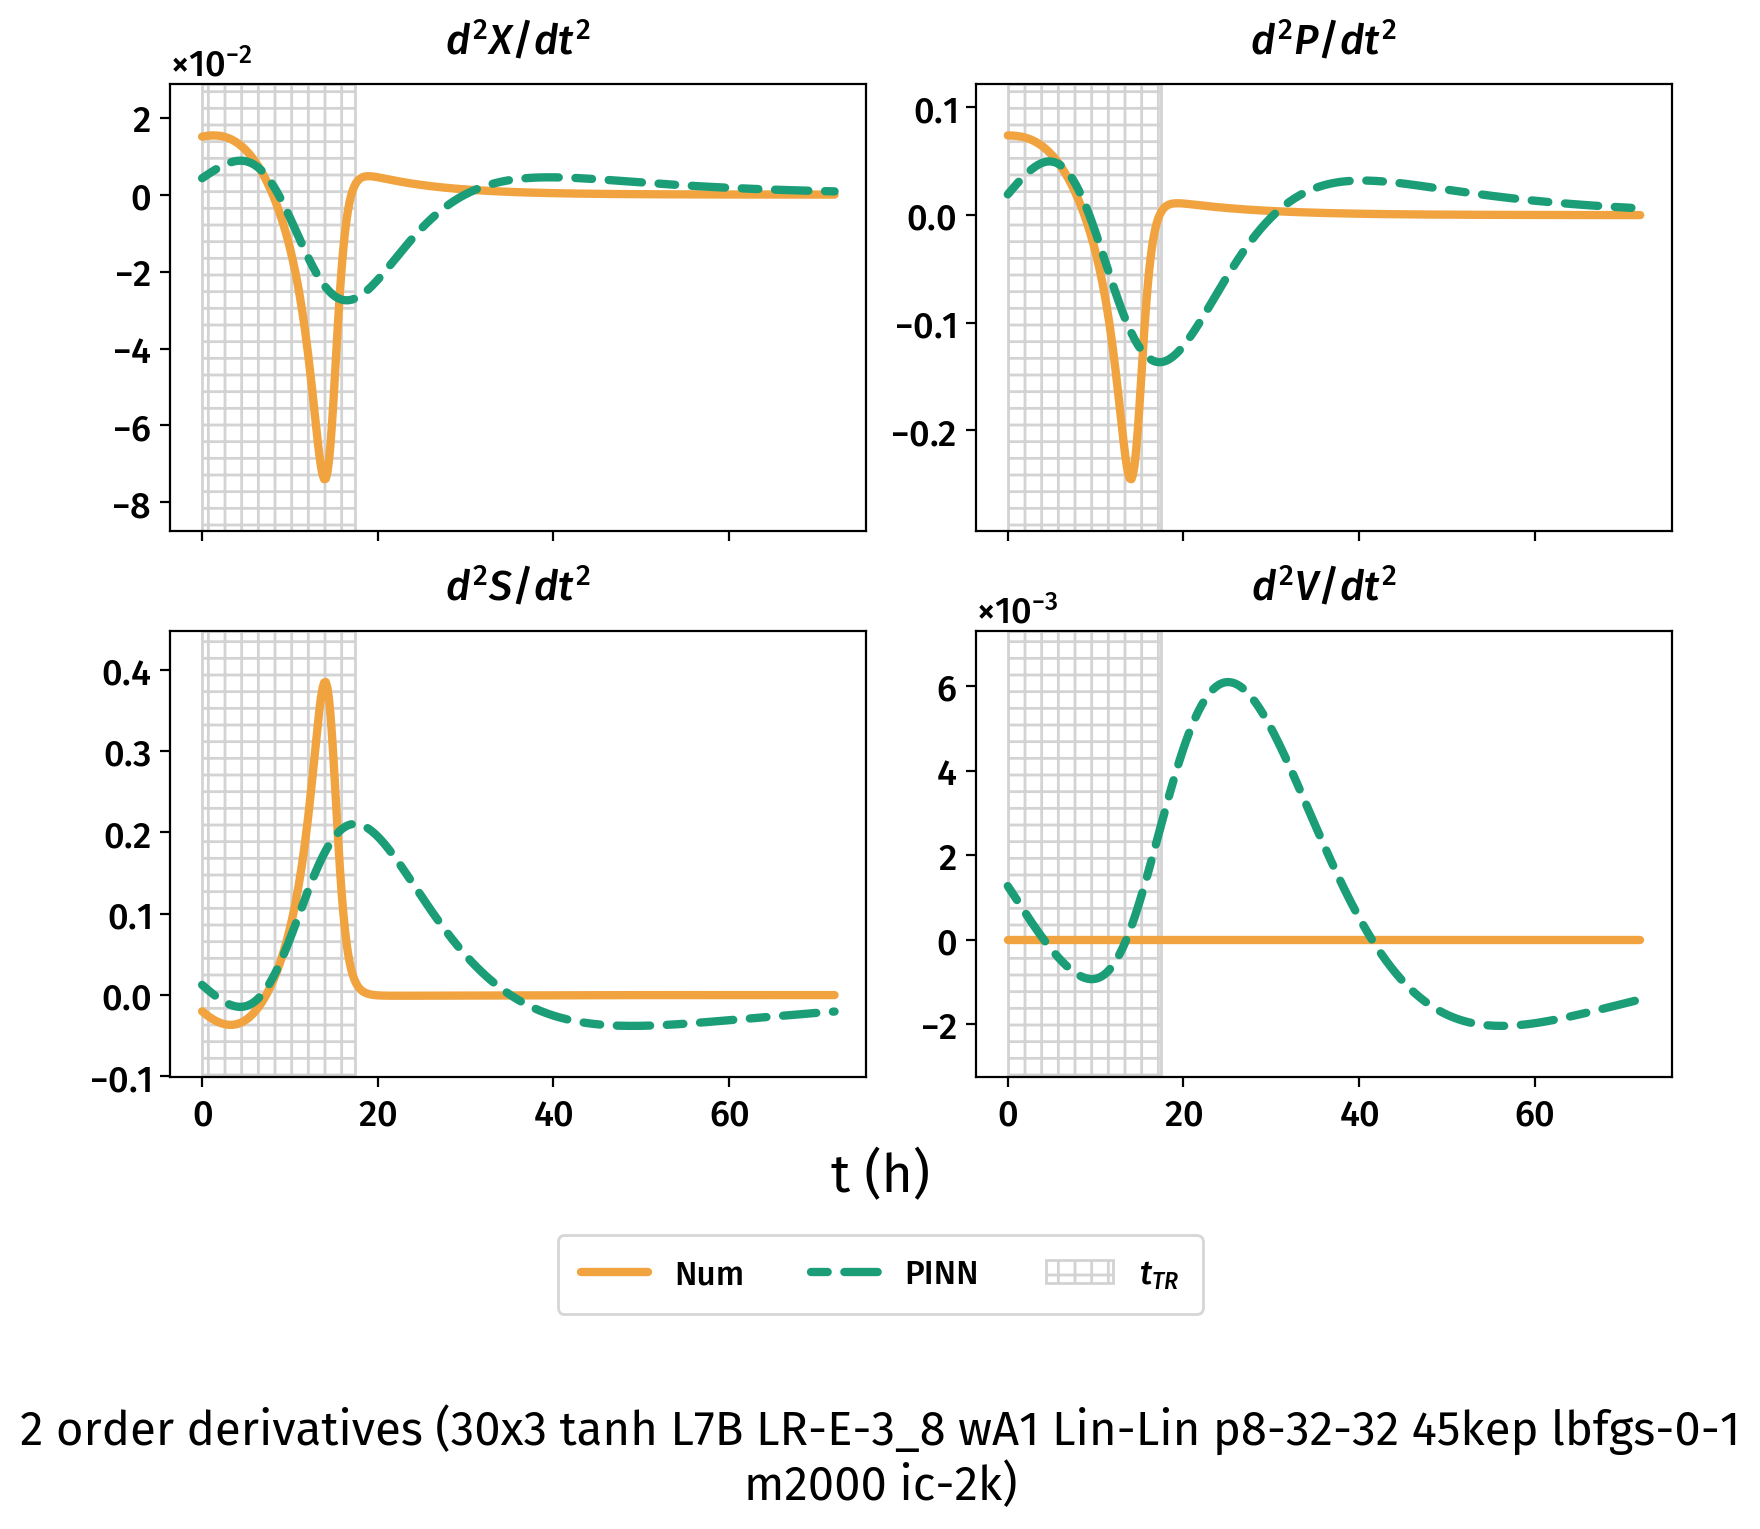 d²X/dt²
×10⁻²
2
0
−2
−4
−6
−8
d²P/dt²
0.1
0.0
−0.1
−0.2
d²S/dt²
0.4
0.3
0.2
0.1
0.0
−0.1
0 20 40 60
d²V/dt²
×10⁻³
6
4
2
0
−2
0 20 40 60
t (h)
Num PINN t_TR
2 order derivatives (30x3 tanh L7B LR-E-3_8 wA1 Lin-Lin p8-32-32 45kep lbfgs-0-1
m2000 ic-2k)